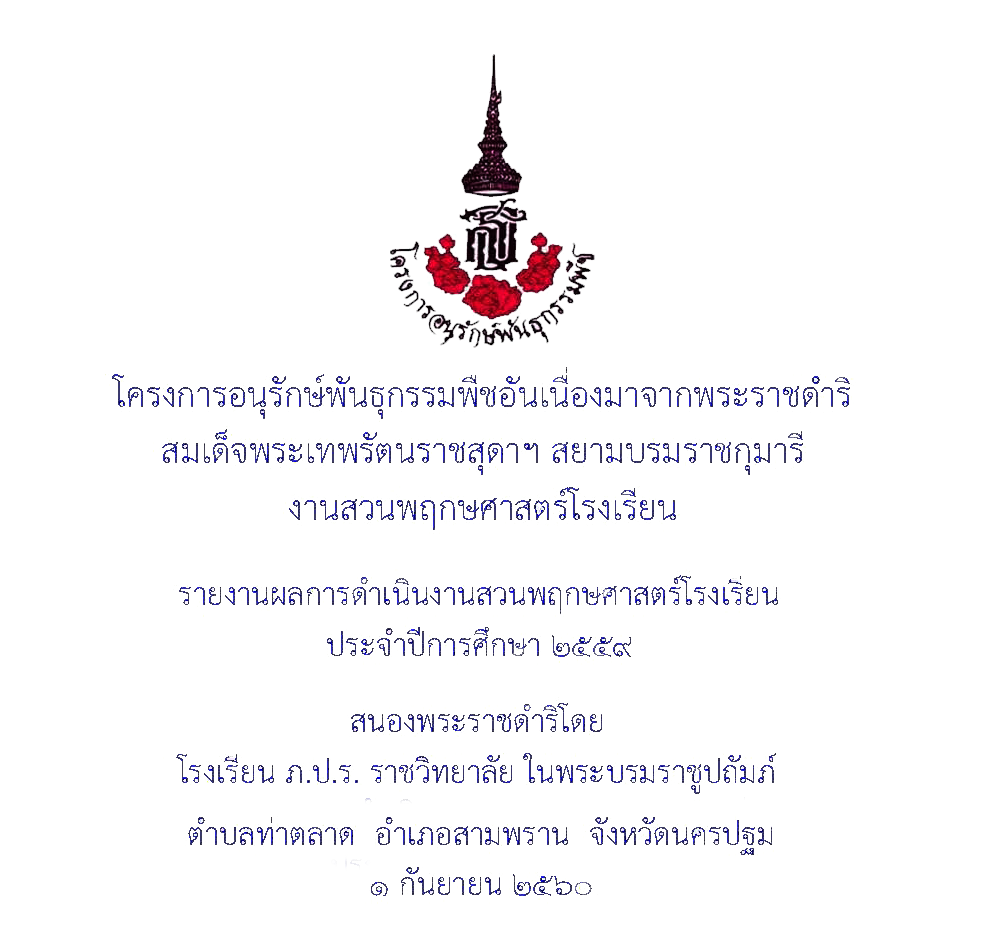 โครงการอนุรักษ์พันธุกรรมพืช
โครงการอนุรักษ์พันธุกรรมพืชอันเนื่องมาจากพระราชดำริ
สมเด็จพระเทพรัตนราชสุดาฯ สยามบรมราชกุมารี
งานสวนพฤกษศาสตร์โรงเรียน
รายงานผลการดำเนินงานสวนพฤกษศาสตร์โรงเรียน
ประจำปีการศึกษา ๒๕๕๙
สนองพระราชดำริโดย
โรงเรียน ภ.ป.ร. ราชวิทยาลัย ในพระบรมราชูปถัมภ์
ตำบลท่าตลาด อำเภอสามพราน จังหวัดนครปฐม
๑ กันยายน ๒๕๖๐